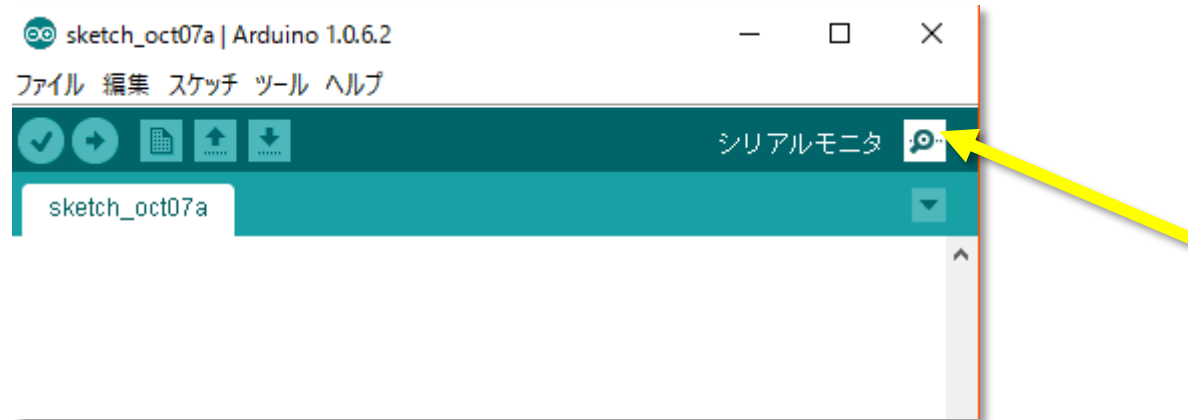 sketch_oct07a | Arduino 1.0.6.2
ファイル 編集 スケッチ ツール ヘルプ
シリアルモニタ
sketch_oct07a